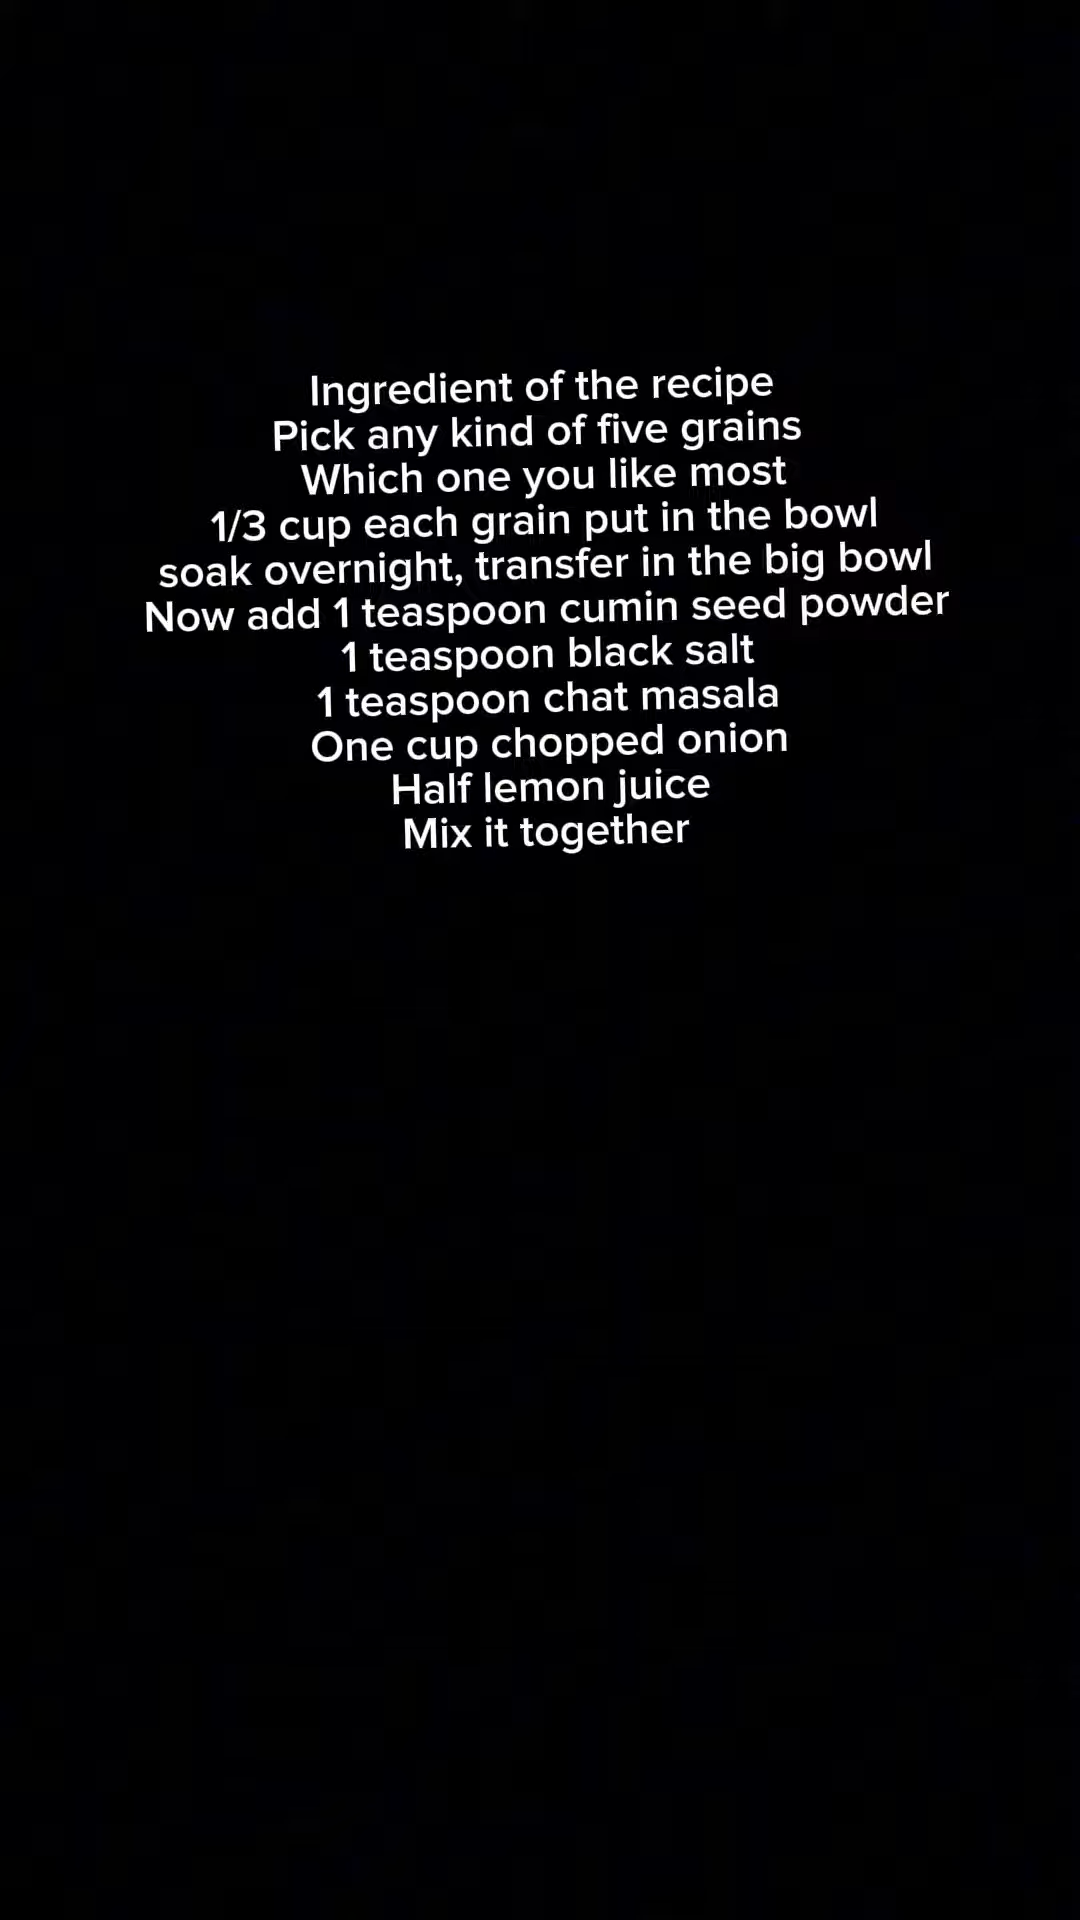 Ingredient of the recipe
Pick any kind of five grains
Which one you like most
1/3 cup each grain put in the bowl
soak overnight, transfer in the big bowl
Now add 1 teaspoon cumin seed powder
1 teaspoon black salt
1 teaspoon chat masala
One cup chopped onion
Half lemon juice
Mix it together